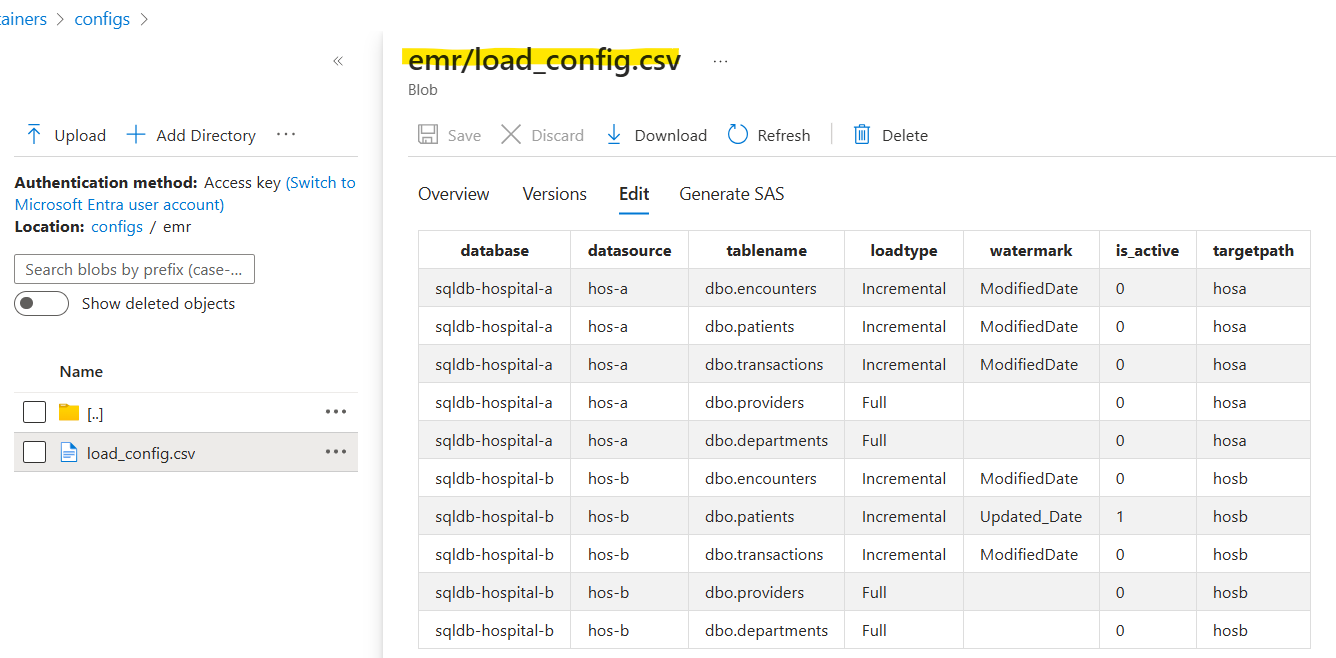 tainers > configs >
«
Upload + Add Directory ...
Authentication method: Access key (Switch to
Microsoft Entra user account)
Location: configs / emr
Search blobs by prefix (case-...
Show deleted objects
Name
[..] ...
load_config.csv ...
emr/load_config.csv ...
Blob
Save Discard Download Refresh Delete
Overview Versions Edit Generate SAS
database datasource tablename loadtype watermark is_active targetpath
sqldb-hospital-a hos-a dbo.encounters Incremental ModifiedDate 0 hosa
sqldb-hospital-a hos-a dbo.patients Incremental ModifiedDate 0 hosa
sqldb-hospital-a hos-a dbo.transactions Incremental ModifiedDate 0 hosa
sqldb-hospital-a hos-a dbo.providers Full 0 hosa
sqldb-hospital-a hos-a dbo.departments Full 0 hosa
sqldb-hospital-b hos-b dbo.encounters Incremental ModifiedDate 0 hosb
sqldb-hospital-b hos-b dbo.patients Incremental Updated_Date 1 hosb
sqldb-hospital-b hos-b dbo.transactions Incremental ModifiedDate 0 hosb
sqldb-hospital-b hos-b dbo.providers Full 0 hosb
sqldb-hospital-b hos-b dbo.departments Full 0 hosb